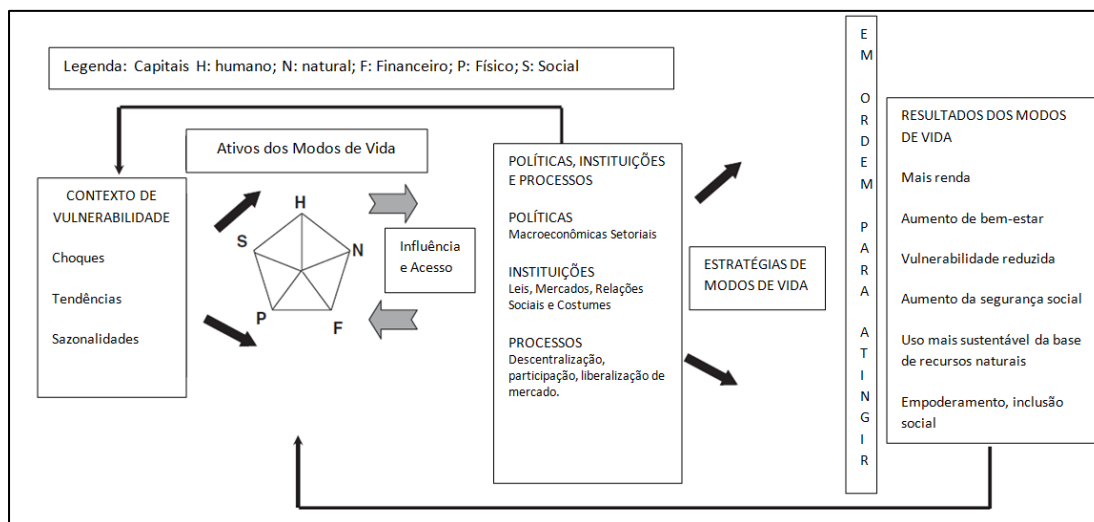 Legenda: Capitais H: humano; N: natural; F: Financeiro; P: Físico; S: Social
Ativos dos Modos de Vida
CONTEXTO DE
VULNERABILIDADE
Choques
Tendências
Sazonalidades
H
S
N
P
F
Influência
e Acesso
POLÍTICAS, INSTITUIÇÕES
E PROCESSOS
POLÍTICAS
Macroeconômicas Setoriais
INSTITUIÇÕES
Leis, Mercados, Relações
Sociais e Costumes
PROCESSOS
Descentralização,
participação, liberalização de
mercado.
ESTRATÉGIAS DE
MODOS DE VIDA
E
M
O
R
D
E
M
P
A
R
A
A
T
I
N
G
I
R
RESULTADOS DOS MODOS
DE VIDA
Mais renda
Aumento de bem-estar
Vulnerabilidade reduzida
Aumento da segurança social
Uso mais sustentável da base
de recursos naturais
Empoderamento, inclusão
social